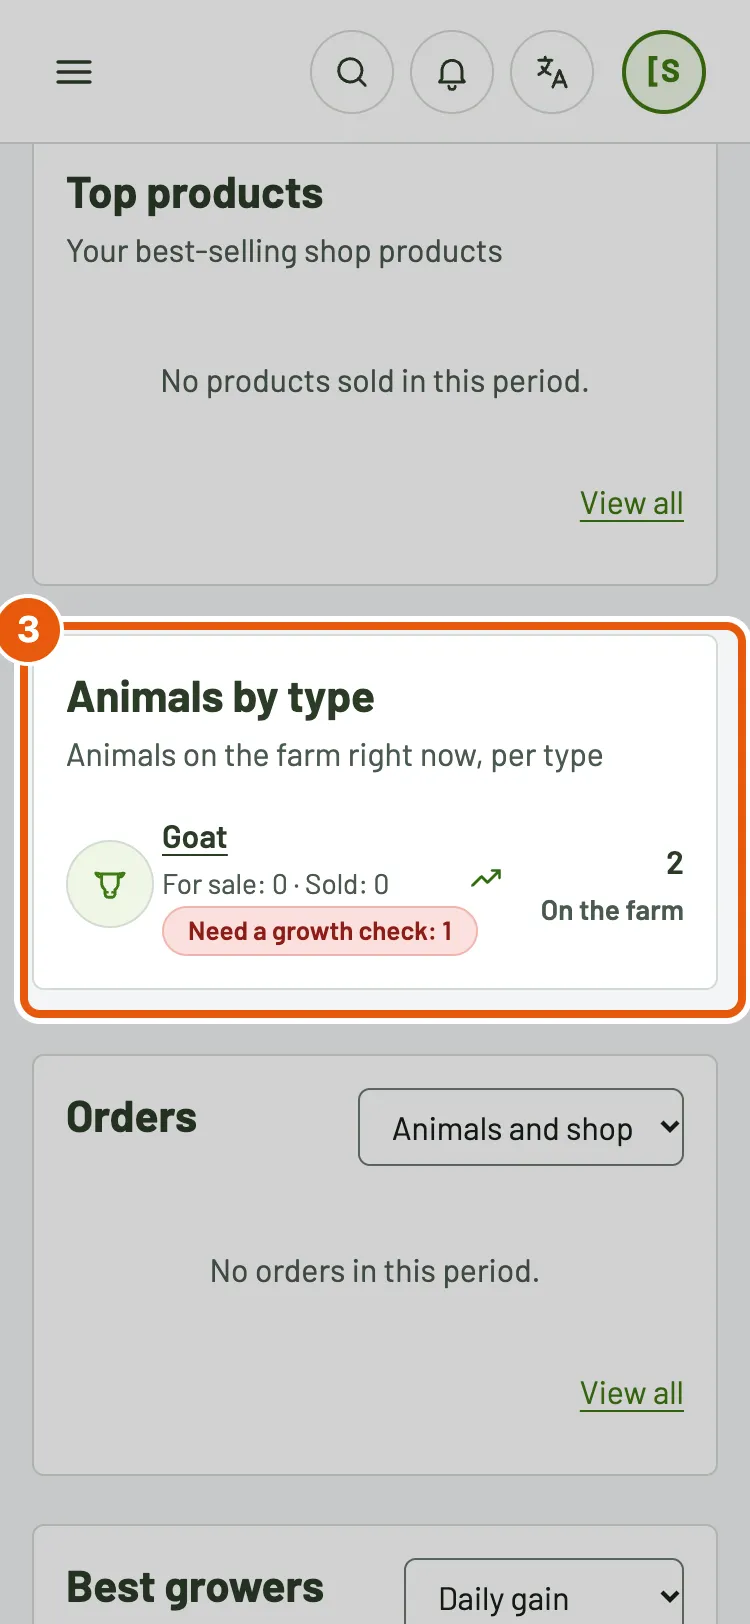 [S
Top products
Your best-selling shop products
No products sold in this period.
View all
3
Animals by type
Animals on the farm right now, per type
Goat
For sale: 0 · Sold: 0
Need a growth check: 1
2
On the farm
Orders
Animals and shop
No orders in this period.
View all
Best growers
Daily gain